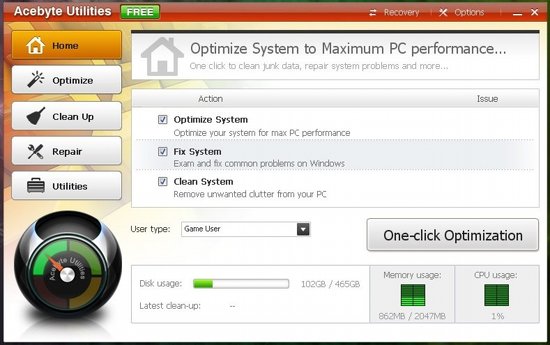 Acebyte Utilities FREE Recovery Options
Home
Optimize
Clean Up
Repair
Utilities
Acebyte Utilities
Optimize System to Maximum PC performance...
One click to clean junk data, repair system problems and more...
Action Issue
Optimize System
Optimize your system for max PC performance
Fix System
Exam and fix common problems on Windows
Clean System
Remove unwanted clutter from your PC
User type: Game User
One-click Optimization
Disk usage: 102GB / 465GB
Latest clean-up: --
Memory usage:
862MB / 2047MB
CPU usage:
1%